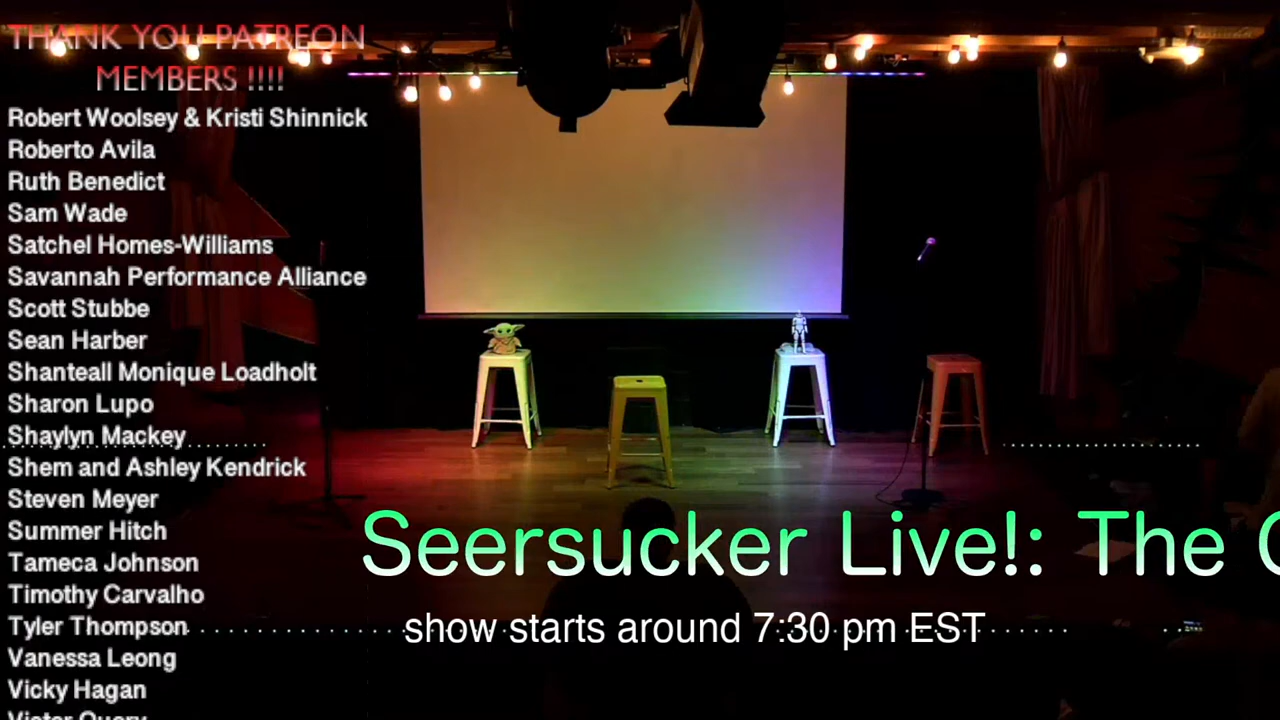 THANK YOU PATREON
MEMBERS !!!!
Robert Woolsey & Kristi Shinnick
Roberto Avila
Ruth Benedict
Sam Wade
Satchel Homes-Williams
Savannah Performance Alliance
Scott Stubbe
Sean Harber
Shanteall Monique Loadholt
Sharon Lupo
Shaylyn Mackey
Shem and Ashley Kendrick
Steven Meyer
Summer Hitch
Tameca Johnson
Timothy Carvalho
Tyler Thompson
Vanessa Leong
Vicky Hagan
Seersucker Live!: The
show starts around 7:30 pm EST